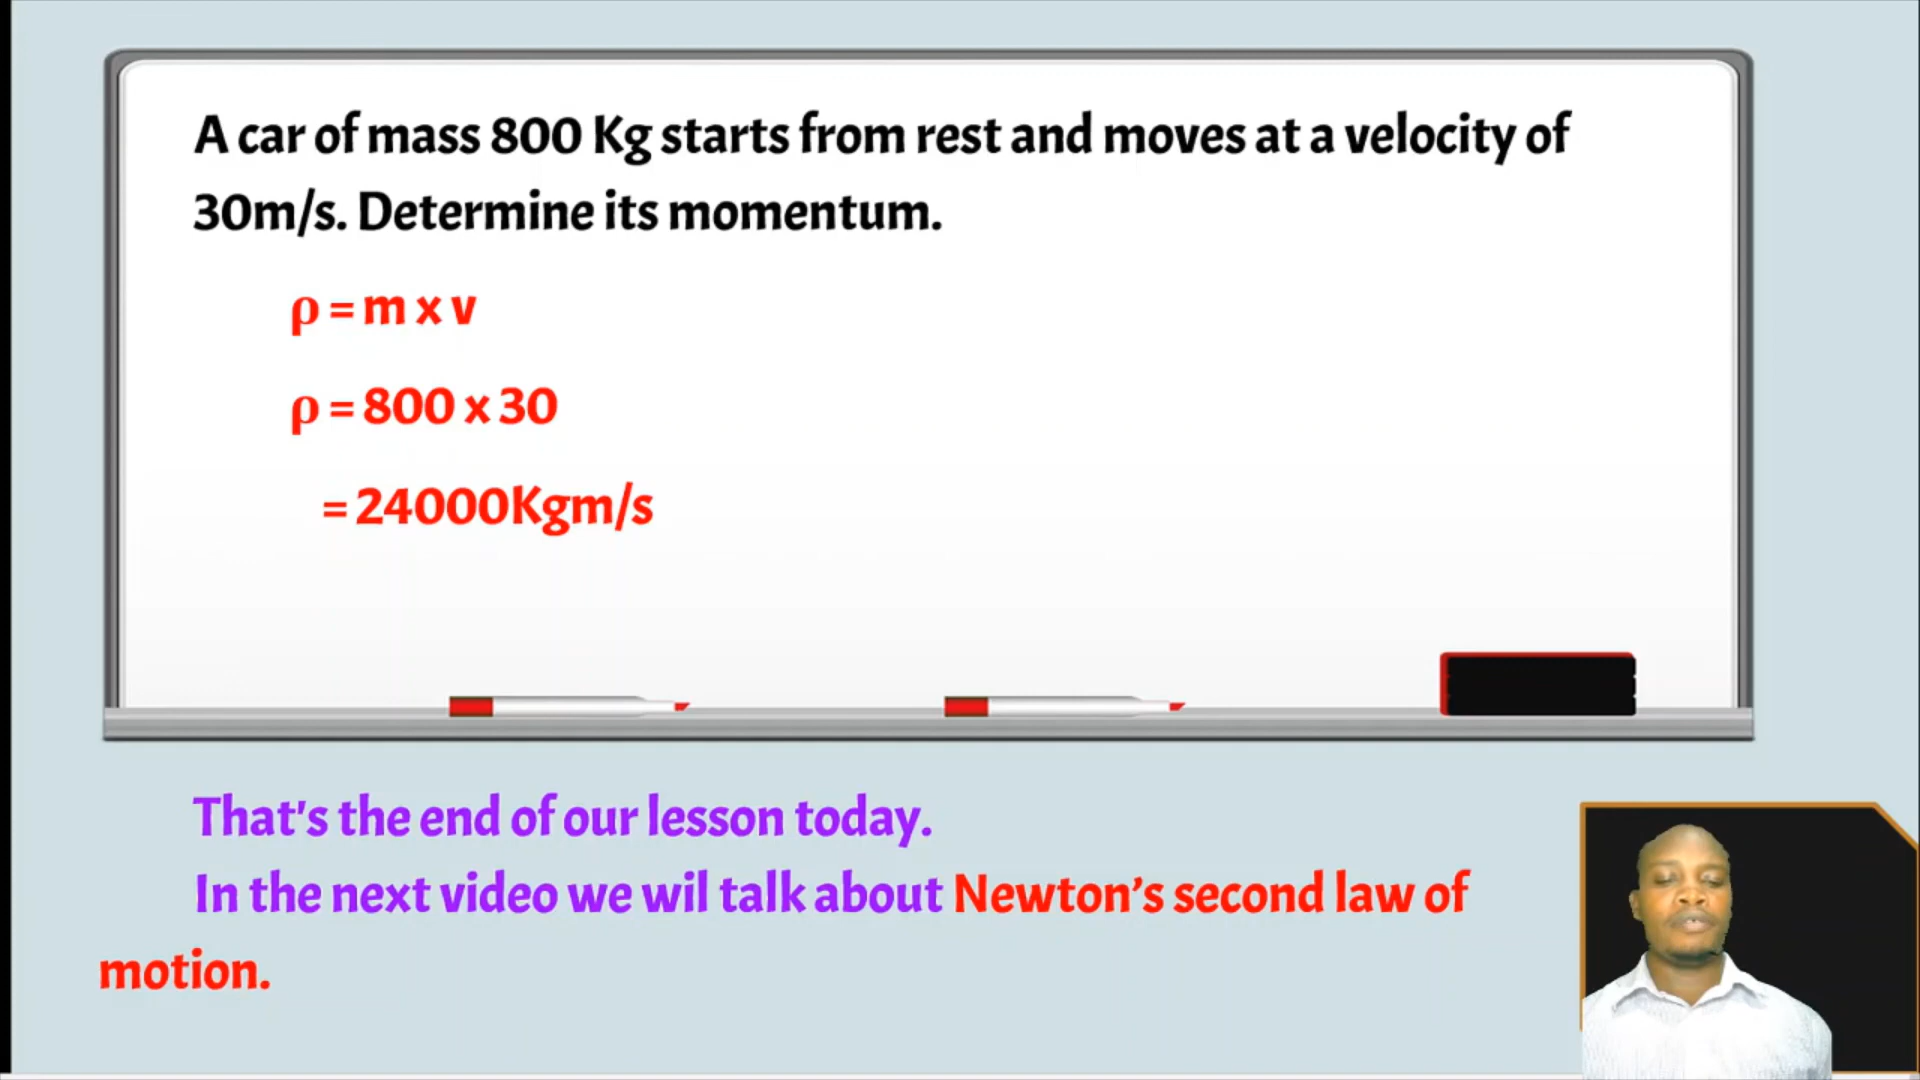 A car of mass 800 Kg starts from rest and moves at a velocity of
30m/s. Determine its momentum.
ρ = m x v
ρ = 800 x 30
= 24000Kgm/s
That's the end of our lesson today.
In the next video we wil talk about Newton’s second law of
motion.